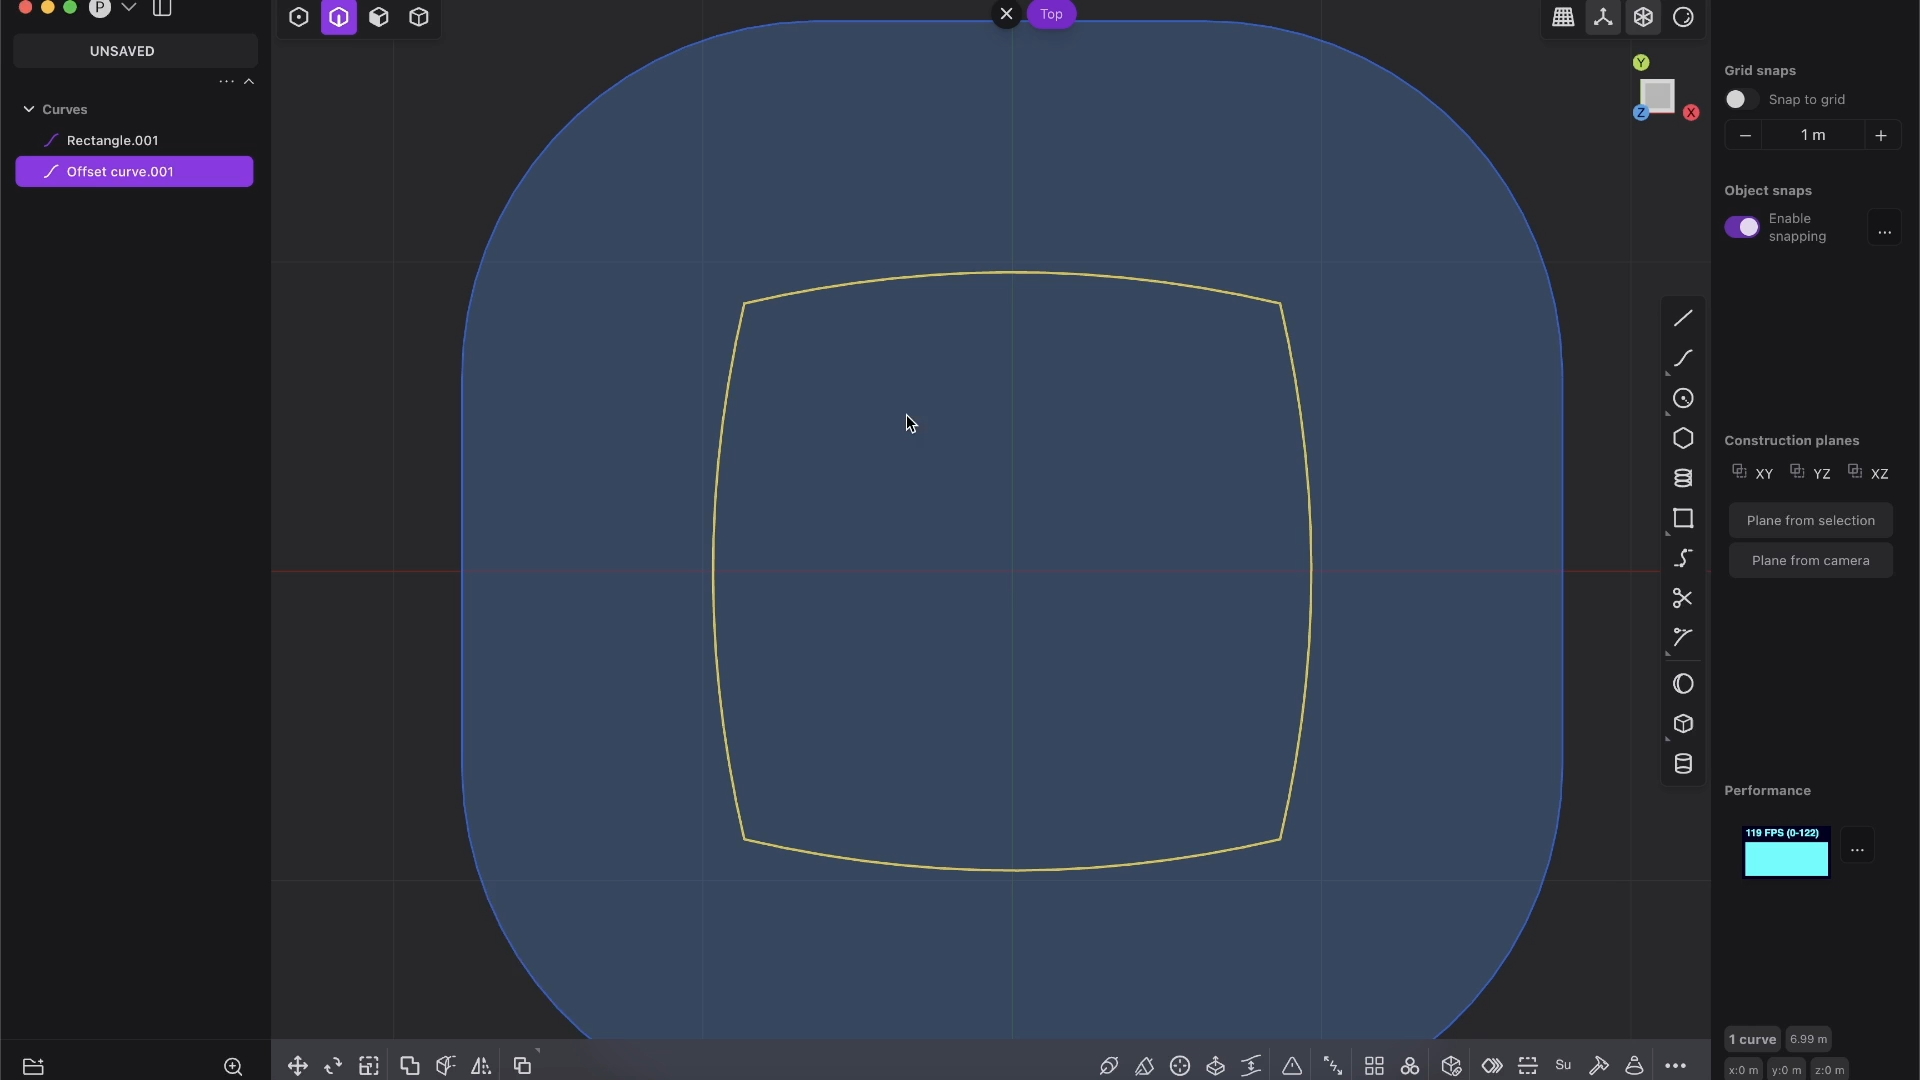 P
Top
UNSAVED
Y
Z
X
Curves
Rectangle.001
Offset curve.001
Grid snaps
Snap to grid
1 m
Object snaps
Enable
snapping
...
Construction planes
XY
YZ
XZ
Plane from selection
Plane from camera
Performance
119 FPS (0-122)
...
1 curve
6.99 m
Su
x:0 m
y:0 m
z:0 m